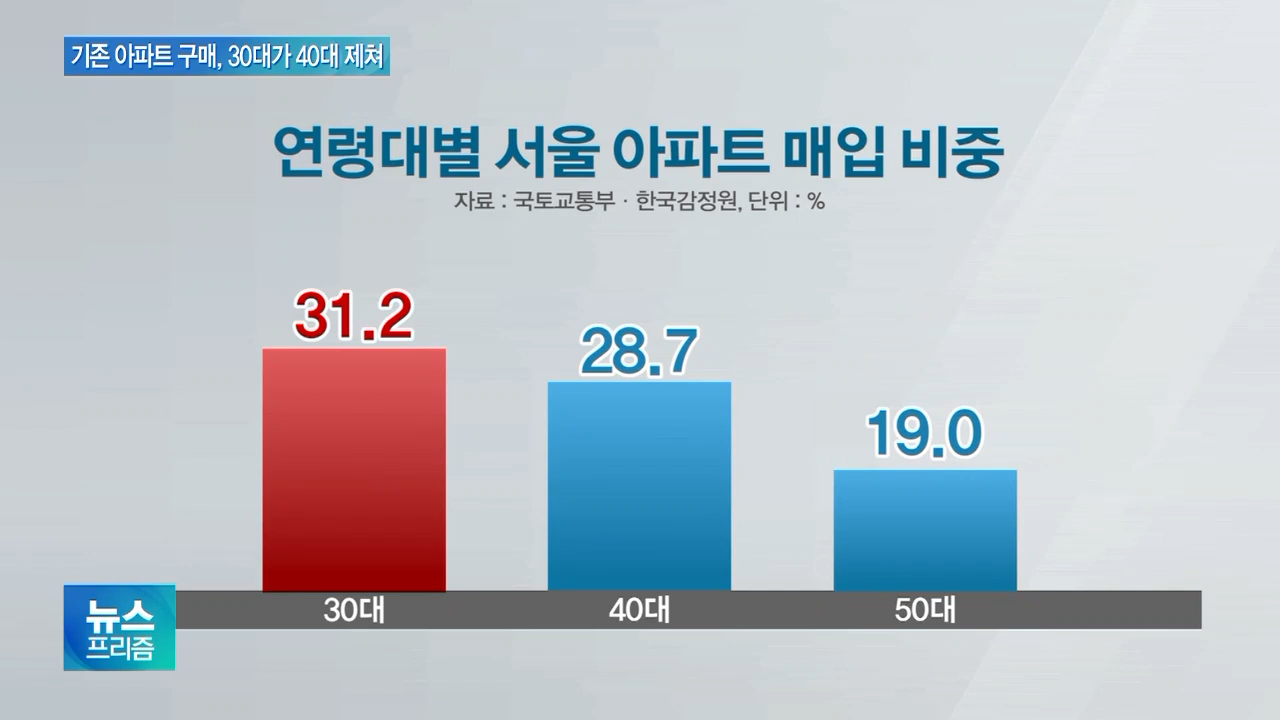 기존 아파트 구매, 30대가 40대 제쳐
연령대별 서울 아파트 매입 비중
자료 : 국토교통부 · 한국감정원, 단위 : %
31.2
28.7
19.0
30대
40대
50대
뉴스
프리즘